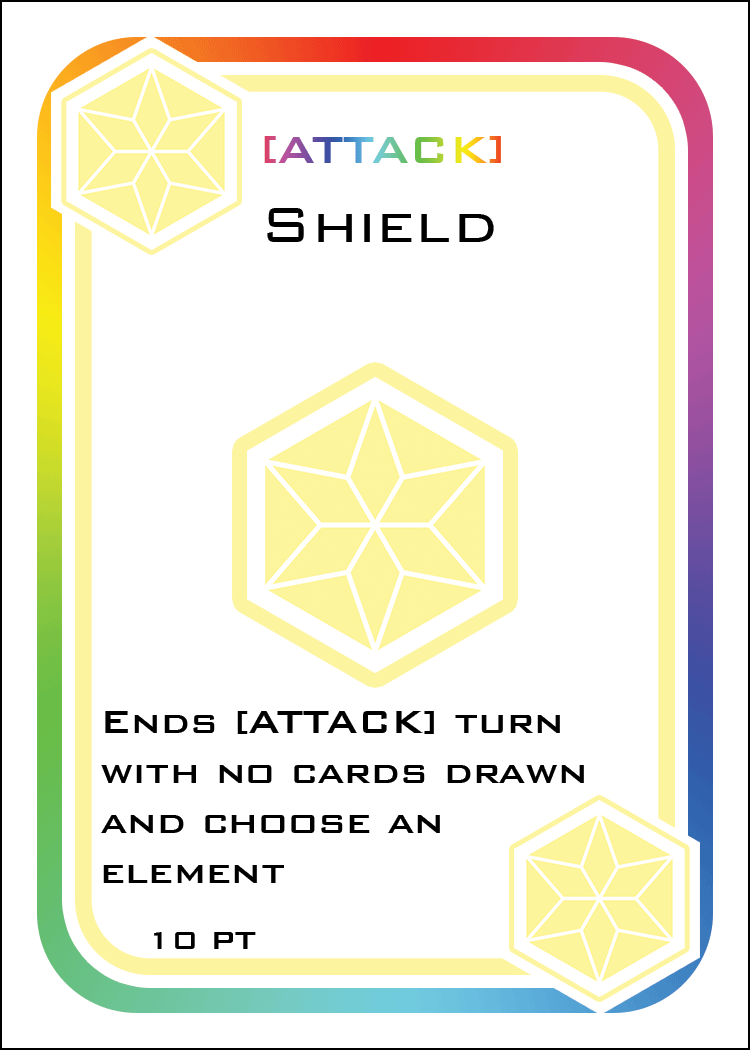 [ATTACK]
Shield
Ends [ATTACK] turn
with no cards drawn
and choose an
element
10 pt